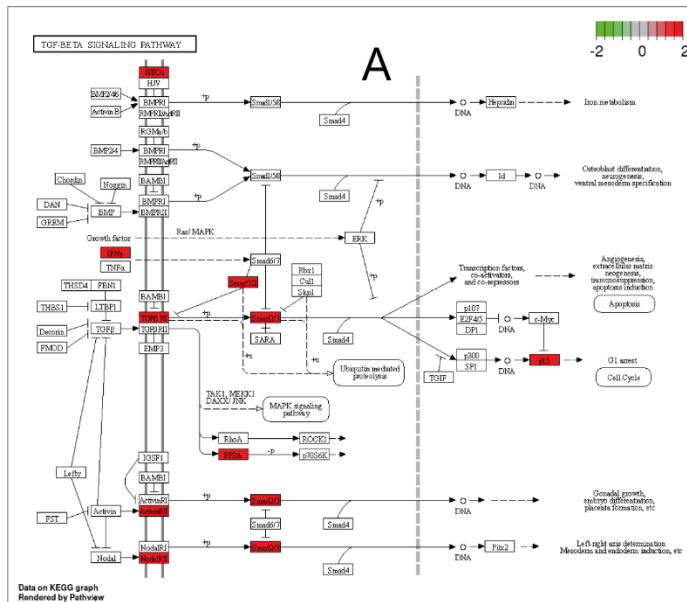 TGF-BETA SIGNALING PATHWAY
A
-2 0 2
NEO1
HJV
BMP2/4/6
Activin B
BMPRI
+p
Smad1/5/8
Smad4
DNA
Hepcidin
Iron metabolism
RGMa/b
BMP2/4
BMPRI
+p
BAMBI
Smad1/5/8
Smad4
DNA
Id
DNA
Osteoblast differentiation,
neurogenesis,
ventral mesoderm specification
Chordin
Noggin
DAN
GREM
BMP
BMPRI
BMPRII
+p
Growth factor
Ras/MAPK
ERK
+p
+p
IFNγ
TNFα
Smad6/7
Smurf1/2
Rbx1
Cul1
Skp1
THSD4
FBN1
THBS1
LTBP1
Decorin
FMOD
TGFβ
BAMBI
TGFβRI
TGFβRII
EMP3
+p
Smad2/3
SARA
Smad4
+u
+u
Ubiquitin mediated
proteolysis
Transcription factors,
co-activators,
and co-repressors
Angiogenesis,
extracellular matrix
neogenesis,
immunosuppression,
apoptosis induction
Apoptosis
p107
E2F4/5
DP1
DNA
c-Myc
p300
SP1
TGIF
DNA
p15
G1 arrest
Cell Cycle
TAK1, MEKK1
DAXX/JNK
MAPK signaling
pathway
RhoA
ROCK1
PP2A
-p
p70S6K
IGSF1
BAMBI
Lefty
FST
Activin
ActivinRI
ActivinRII
+p
Smad2/3
Smad6/7
Smad4
DNA
Gonadal growth,
embryo differentiation,
placenta formation, etc
Nodal
NodalRI
NodalRII
+p
Smad2/3
Smad4
DNA
Pitx2
Left-right axis determination
Mesoderm and endoderm induction, etc
Data on KEGG graph
Rendered by Pathview